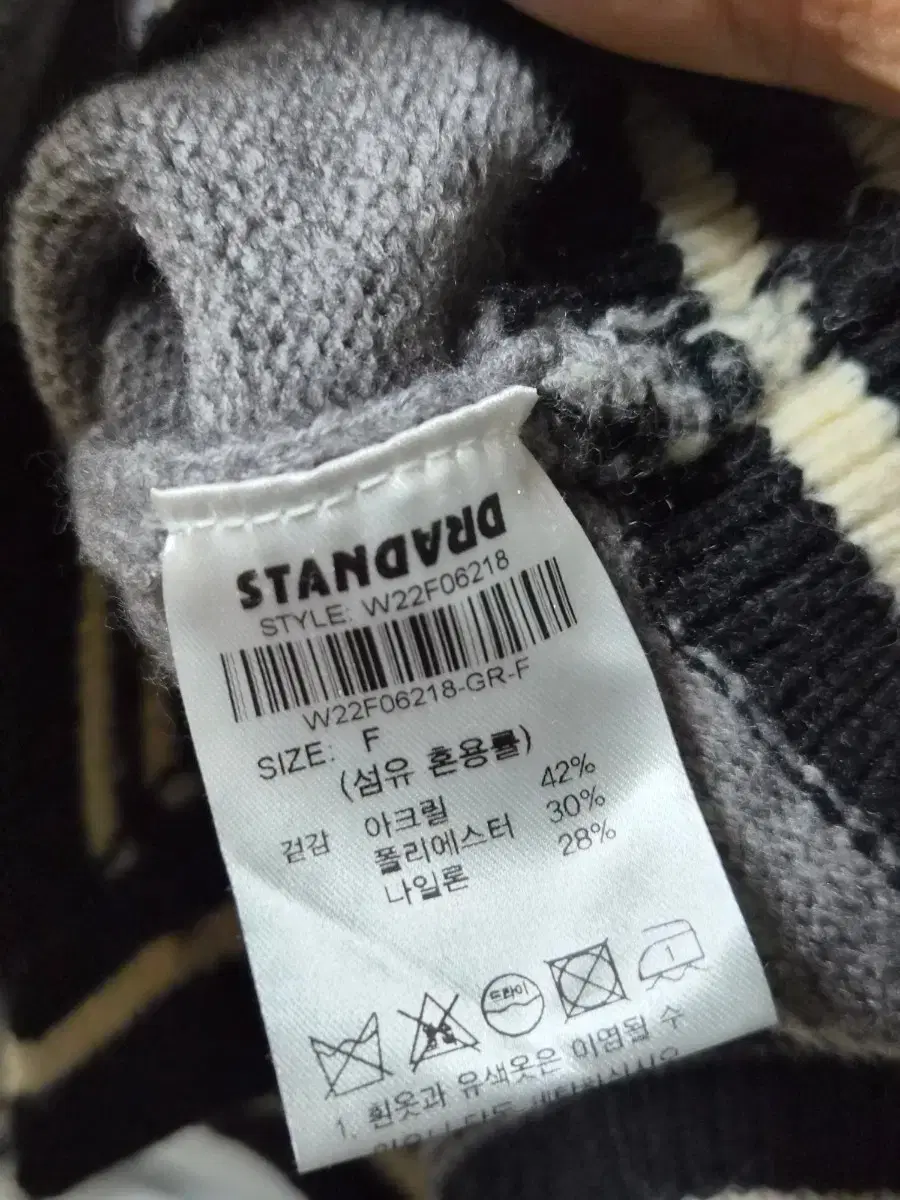 STANDARD
STYLE: W22F06218
W22F06218-GR-F
SIZE: F
(섬유 혼용률)
겉감 아크릴 42%
폴리에스터 30%
나일론 28%
드라이
1. 흰옷과 유색옷은 이염될 수